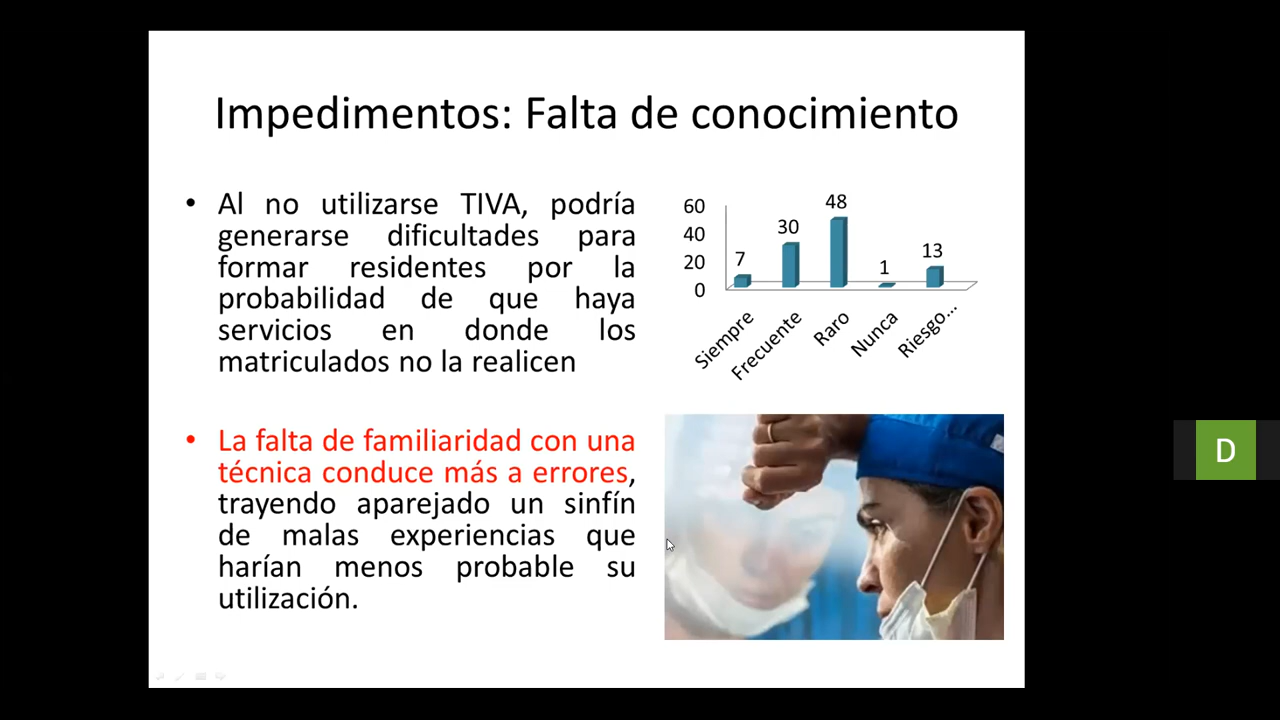 Impedimentos: Falta de conocimiento
• Al no utilizarse TIVA, podría
generarse dificultades para
formar residentes por la
probabilidad de que haya
servicios en donde los
matriculados no la realicen
• La falta de familiaridad con una
técnica conduce más a errores,
trayendo aparejado un sinfín
de malas experiencias que
harían menos probable su
utilización.
60
40
20
0
7
30
48
1
13
Siempre
Frecuente
Raro
Nunca
Riesgo...
D